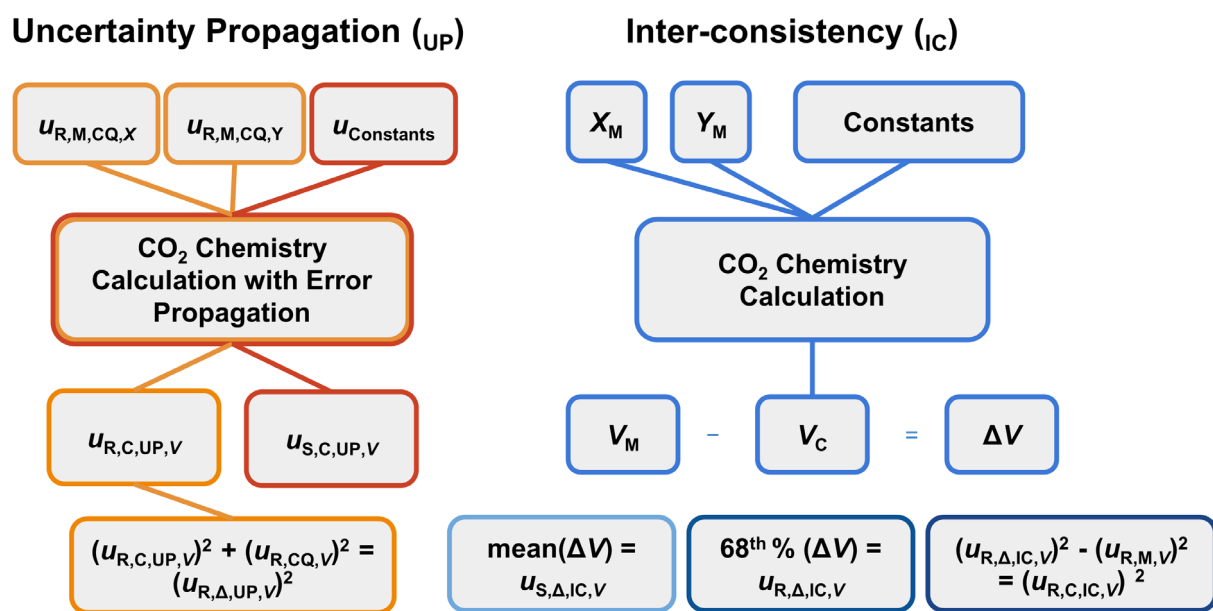 Uncertainty Propagation (UP)
Inter-consistency (IC)
uR,M,CQ,X
uR,M,CQ,Y
uConstants
XM
YM
Constants
CO2 Chemistry
Calculation with Error
Propagation
CO2 Chemistry
Calculation
uR,C,UP,V
uS,C,UP,V
VM
–
VC
=
ΔV
(uR,C,UP,V)2 + (uR,CQ,V)2 =
(uR,Δ,UP,V)2
mean(ΔV) =
uS,Δ,IC,V
68th % (ΔV) =
uR,Δ,IC,V
(uR,Δ,IC,V)2 - (uR,M,V)2
= (uR,C,IC,V) 2